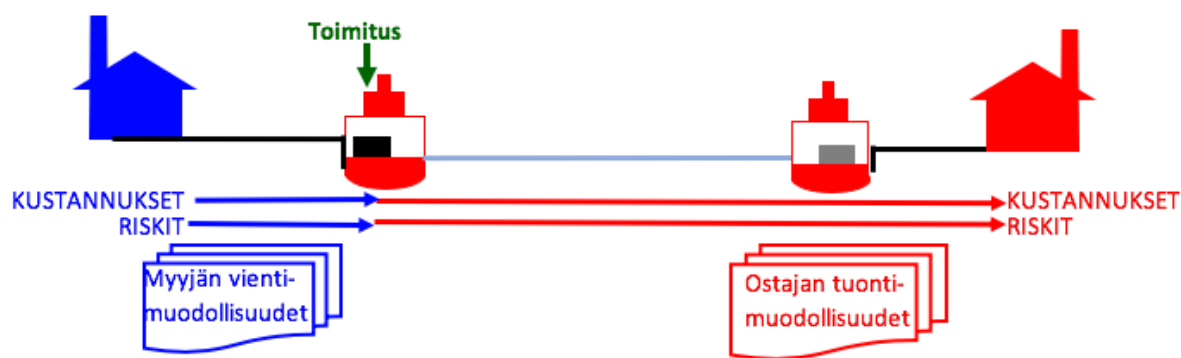 Toimitus
KUSTANNUKSET
KUSTANNUKSET
RISKIT
RISKIT
Myyjän vienti-
muodollisuudet
Ostajan tuonti-
muodollisuudet